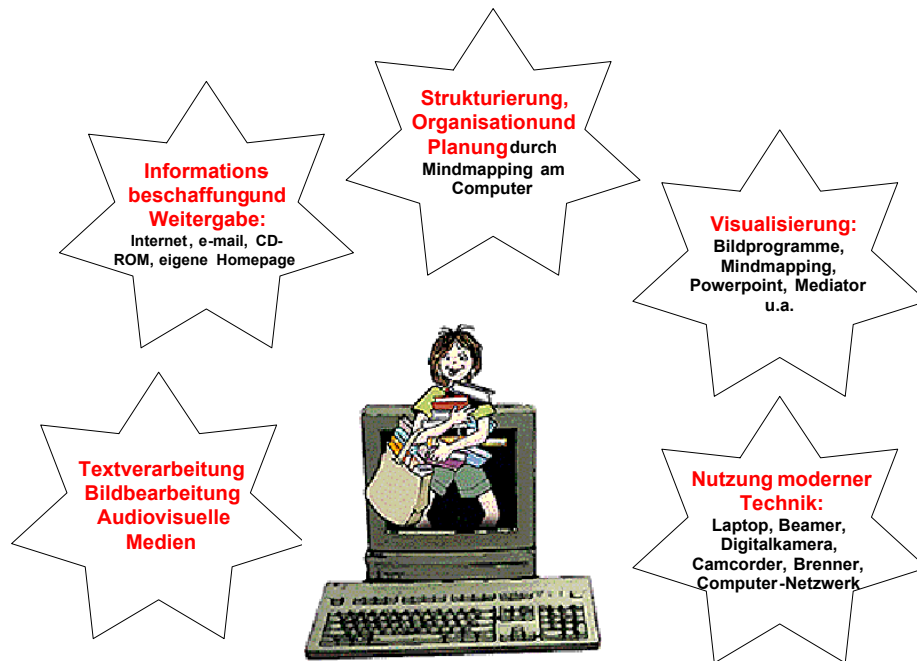 Strukturierung,
Organisationund
Planung durch
Mindmapping am
Computer
Informations
beschaffungund
Weitergabe:
Internet, e-mail, CD-
ROM, eigene Homepage
Visualisierung:
Bildprogramme,
Mindmapping,
Powerpoint, Mediator
u.a.
Textverarbeitung
Bildbearbeitung
Audiovisuelle
Medien
Nutzung moderner
Technik:
Laptop, Beamer,
Digitalkamera,
Camcorder, Brenner,
Computer-Netzwerk